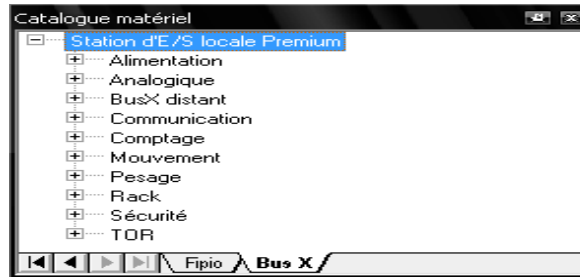 Catalogue matériel
Station d'E/S locale Premium
Alimentation
Analogique
BusX distant
Communication
Comptage
Mouvement
Pesage
Rack
Sécurité
TOR
Fipio Bus X